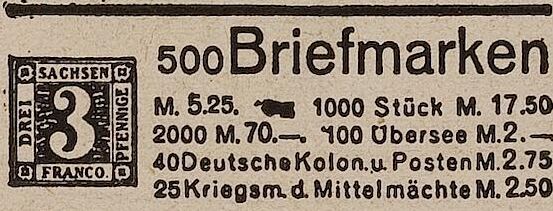 SACHSEN
DREI
3
PFENNIGE
FRANCO.
500 Briefmarken
M. 5.25. 1000 Stück M. 17.50
2000 M. 70.—. 100 Übersee M. 2.—
40 Deutsche Kolon. u. Posten M. 2.75
25 Kriegsm. d. Mittelmächte M. 2.50